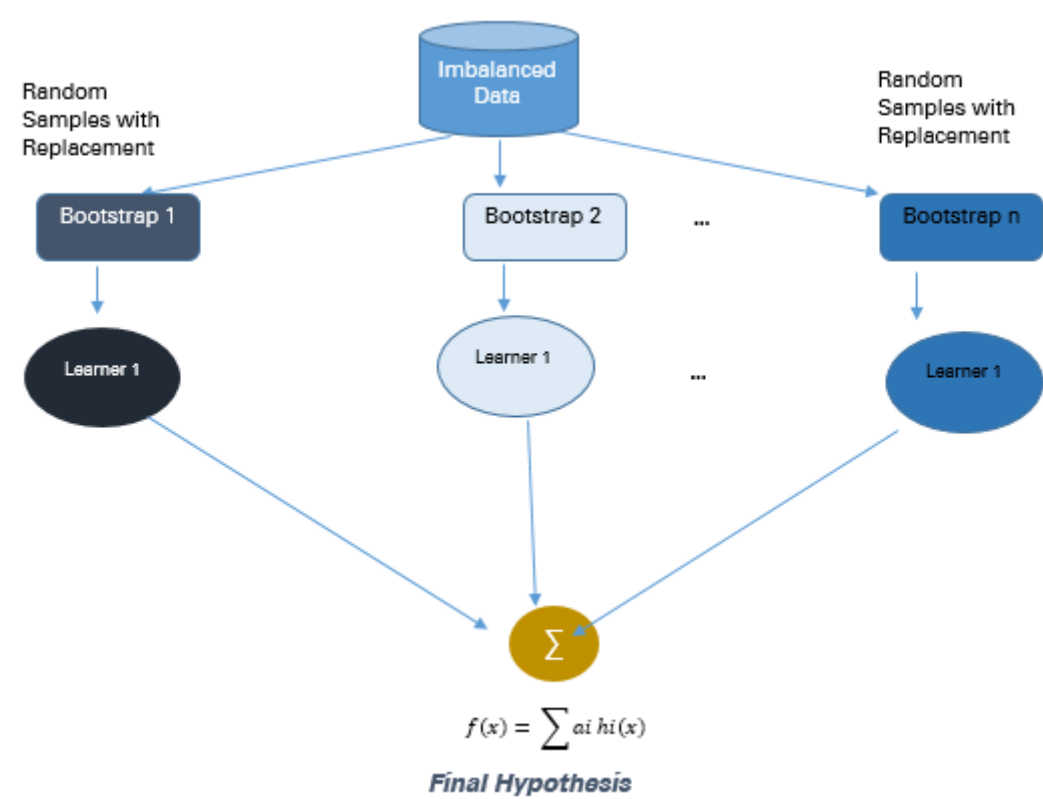 Imbalanced
Data
Random
Samples with
Replacement
Random
Samples with
Replacement
Bootstrap 1
Bootstrap 2
...
Bootstrap n
Learner 1
Learner 1
...
Learner 1
∑
f(x) = ∑ ai hi(x)
Final Hypothesis